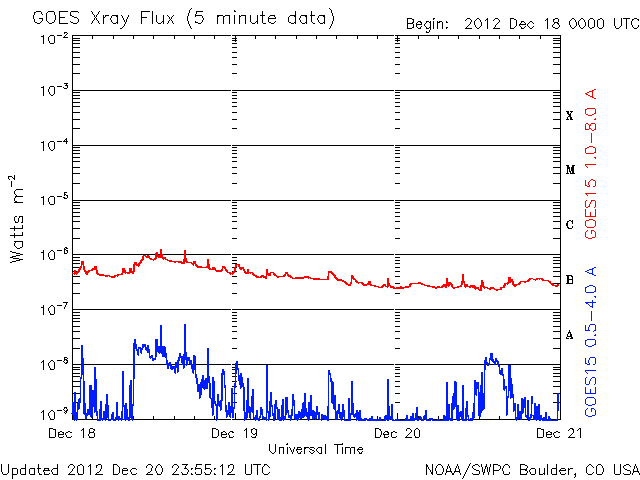 GOES Xray Flux (5 minute data)
Begin: 2012 Dec 18 0000 UTC
10-2
10-3
10-4
10-5
10-6
10-7
10-8
10-9
Watts m-2
X
M
C
B
A
GOES15 1.0-8.0 A
GOES15 0.5-4.0 A
Dec 18
Dec 19
Dec 20
Dec 21
Universal Time
Updated 2012 Dec 20 23:55:12 UTC
NOAA/SWPC Boulder, CO USA